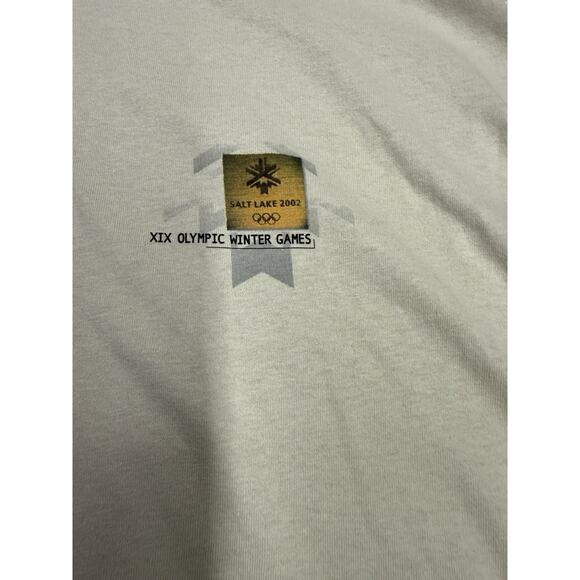 SALT LAKE 2002
XIX OLYMPIC WINTER GAMES